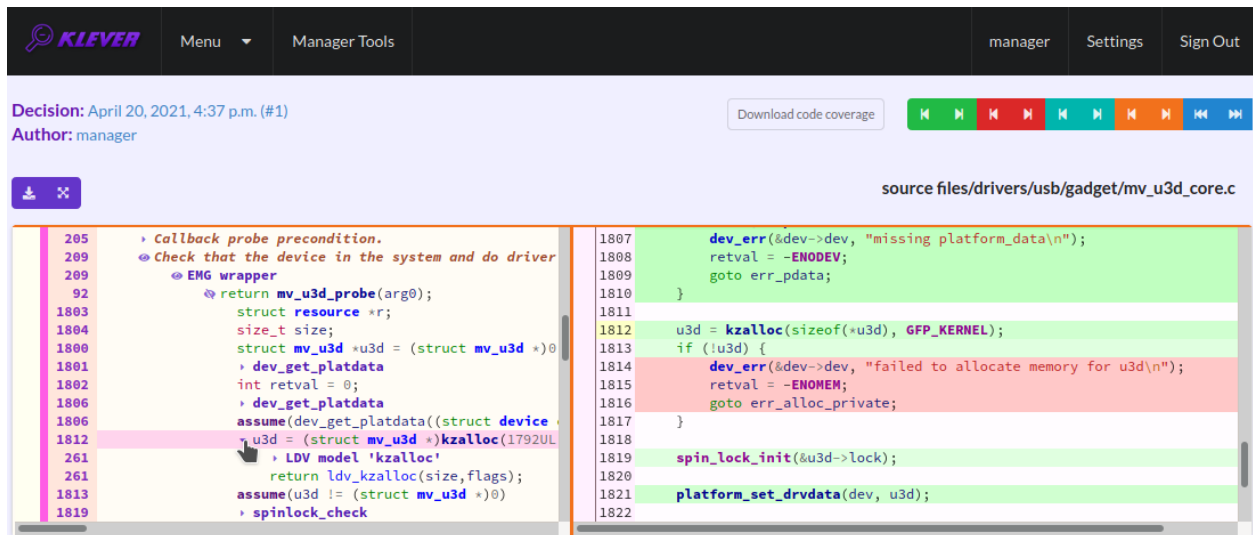 KLEVER Menu Manager Tools manager Settings Sign Out
Decision: April 20, 2021, 4:37 p.m. (#1)
Author: manager
Download code coverage
source files/drivers/usb/gadget/mv_u3d_core.c
205 Callback probe precondition.
209 Check that the device in the system and do driver
209 EMG wrapper
92 return mv_u3d_probe(arg0);
1803 struct resource *r;
1804 size_t size;
1800 struct mv_u3d *u3d = (struct mv_u3d *)0
1801 dev_get_platdata
1802 int retval = 0;
1806 dev_get_platdata
1806 assume(dev_get_platdata((struct device
1812 u3d = (struct mv_u3d *)kzalloc(1792UL
261 LDV model 'kzalloc'
261 return ldv_kzalloc(size,flags);
1813 assume(u3d != (struct mv_u3d *)0)
1819 spinlock_check
1807 dev_err(&dev->dev, "missing platform_data\n");
1808 retval = -ENODEV;
1809 goto err_pdata;
1810 }
1811
1812 u3d = kzalloc(sizeof(*u3d), GFP_KERNEL);
1813 if (!u3d) {
1814 dev_err(&dev->dev, "failed to allocate memory for u3d\n");
1815 retval = -ENOMEM;
1816 goto err_alloc_private;
1817 }
1818
1819 spin_lock_init(&u3d->lock);
1820
1821 platform_set_drvdata(dev, u3d);
1822